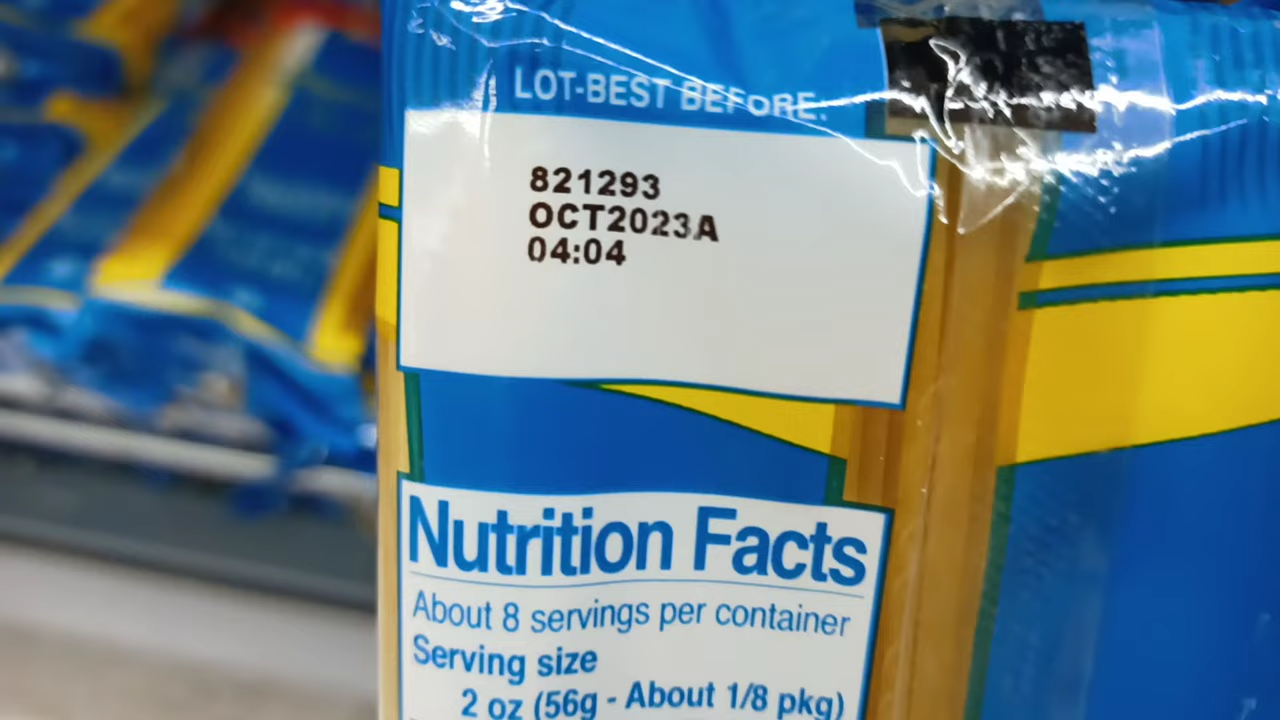 LOT-BEST BEFORE:
821293
OCT2023A
04:04
Nutrition Facts
About 8 servings per container
Serving size
2 oz (56g - About 1/8 pkg)